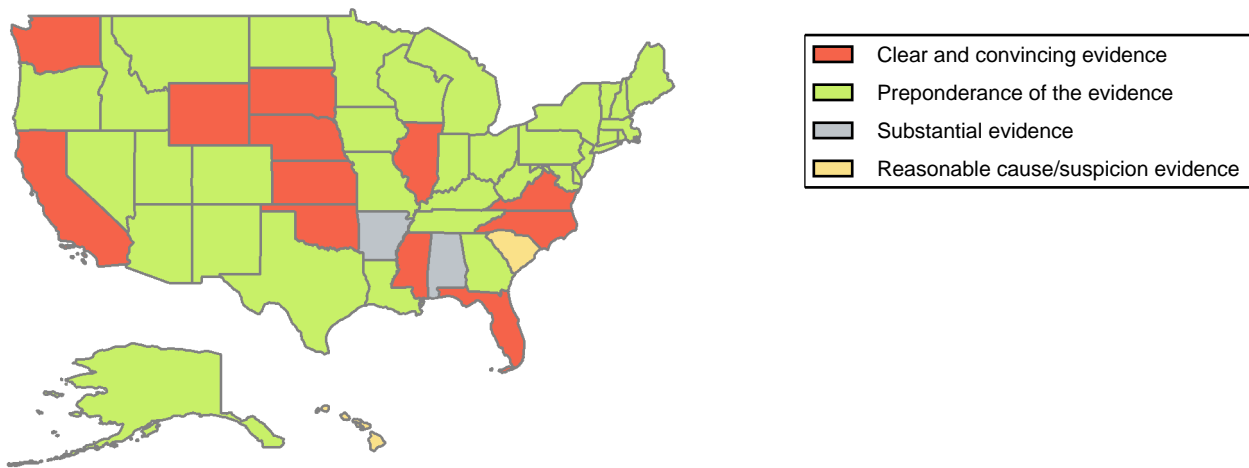 Clear and convincing evidence
Preponderance of the evidence
Substantial evidence
Reasonable cause/suspicion evidence